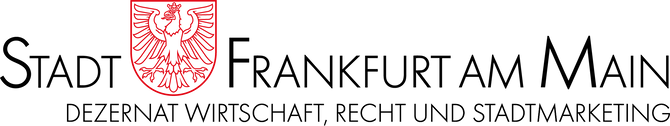 STADT FRANKFURT AM MAIN
DEZERNAT WIRTSCHAFT, RECHT UND STADTMARKETING